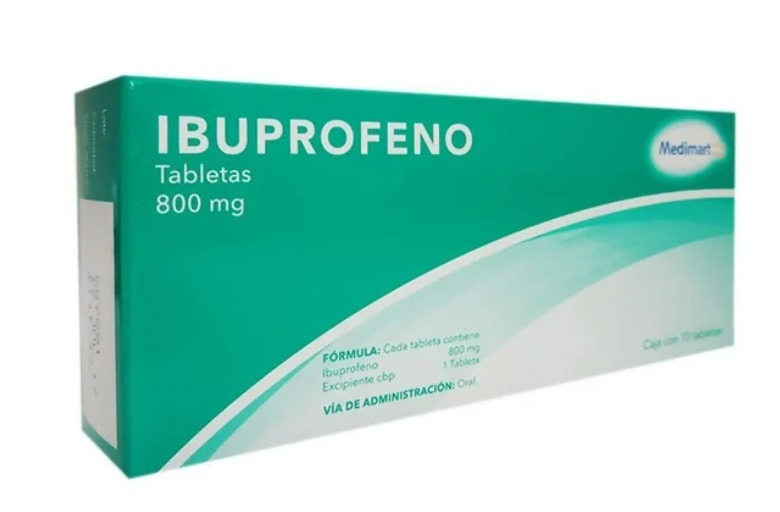 IBUPROFENO
Tabletas
800 mg
Medimart
FÓRMULA: Cada tableta contiene
Ibuprofeno 800 mg
Excipiente cbp 1 Tableta
VÍA DE ADMINISTRACIÓN: Oral.
Caja con 10 tabletas